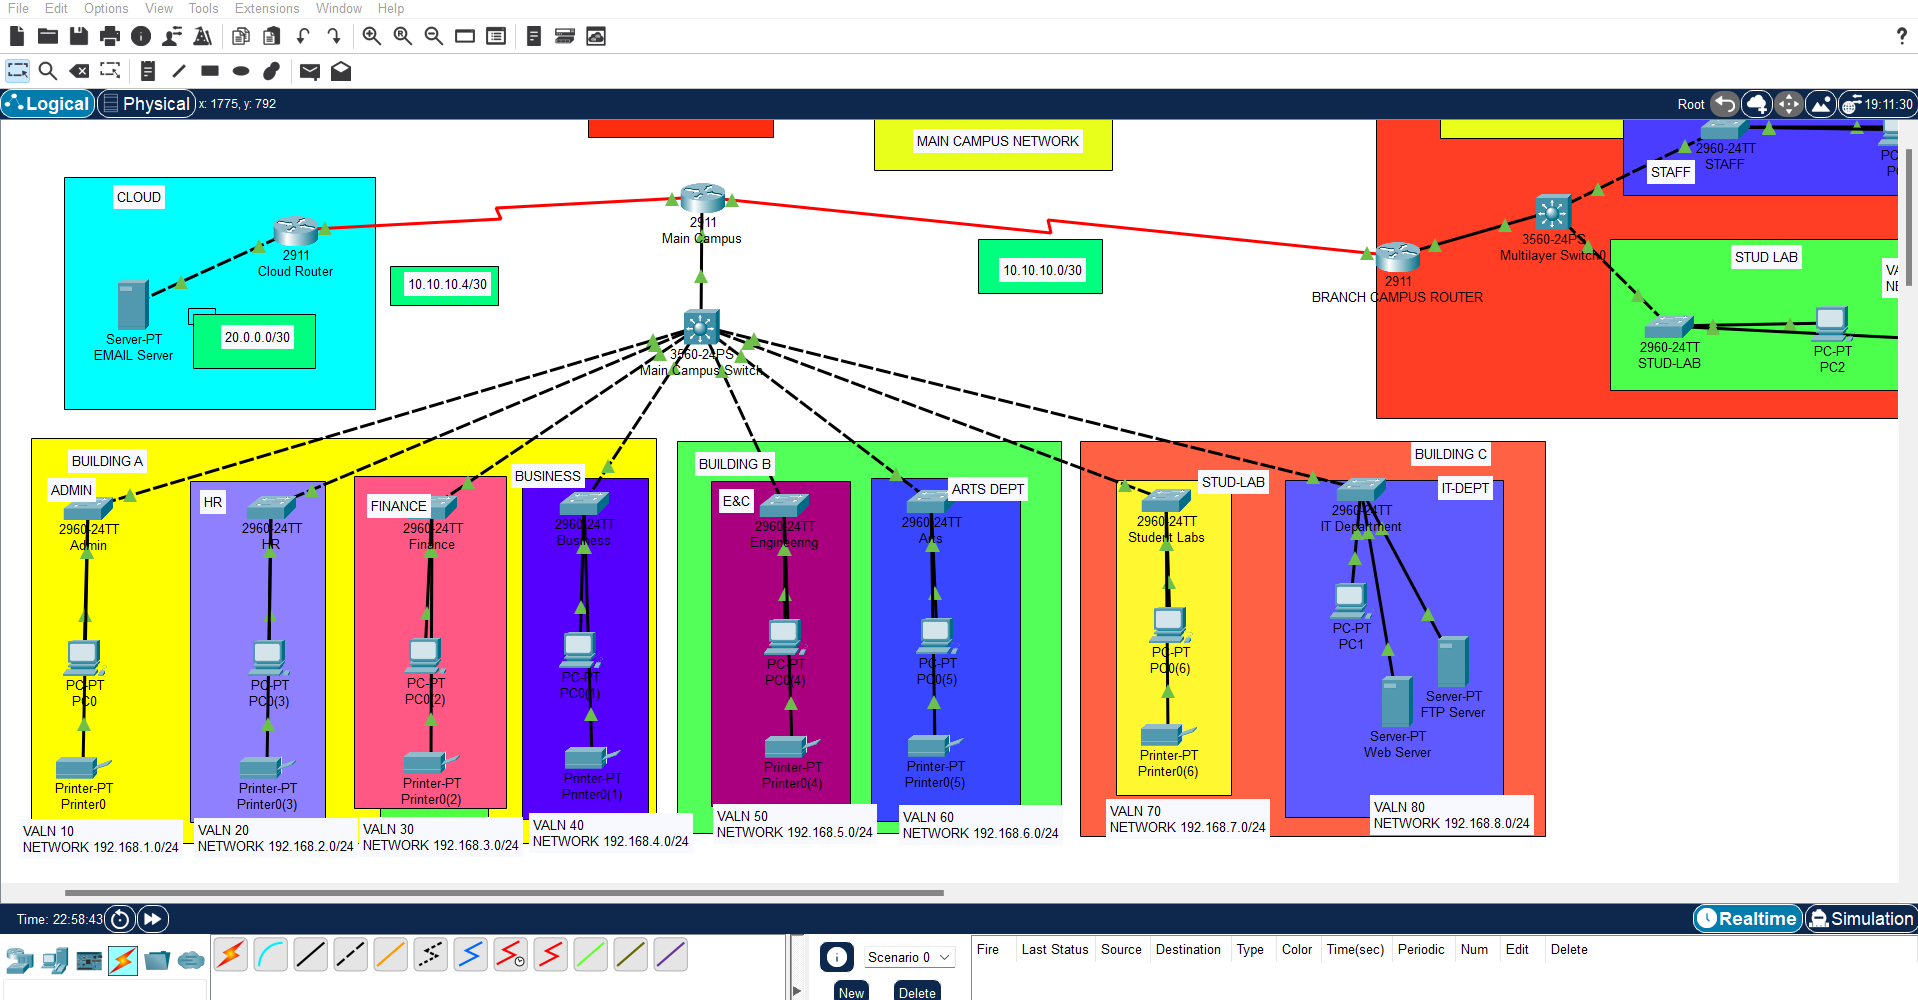 File Edit Options View Tools Extensions Window Help
?
Logical Physical x: 1775, y: 792
Root 19:11:30
MAIN CAMPUS NETWORK
CLOUD
2911
Cloud Router
Server-PT
EMAIL Server
20.0.0.0/30
10.10.10.4/30
2911
Main Campus
10.10.10.0/30
3560-24PS
Main Campus Switch
2911
BRANCH CAMPUS ROUTER
3560-24PS
Multilayer Switch0
STAFF
2960-24TT
STAFF
PC
STUD LAB
VA
NE
2960-24TT
STUD-LAB
PC-PT
PC2
BUILDING A
ADMIN
2960-24TT
Admin
PC-PT
PC0
Printer-PT
Printer0
VALN 10
NETWORK 192.168.1.0/24
HR
2960-24TT
HR
PC-PT
PC0(3)
Printer-PT
Printer0(3)
VALN 20
NETWORK 192.168.2.0/24
FINANCE
2960-24TT
Finance
PC-PT
PC0(2)
Printer-PT
Printer0(2)
VALN 30
NETWORK 192.168.3.0/24
BUSINESS
2960-24TT
Business
PC-PT
PC0(1)
Printer-PT
Printer0(1)
VALN 40
NETWORK 192.168.4.0/24
BUILDING B
E&C
2960-24TT
Engineering
PC-PT
PC0(4)
Printer-PT
Printer0(4)
VALN 50
NETWORK 192.168.5.0/24
ARTS DEPT
2960-24TT
Arts
PC-PT
PC0(5)
Printer-PT
Printer0(5)
VALN 60
NETWORK 192.168.6.0/24
BUILDING C
STUD-LAB
2960-24TT
Student Labs
PC-PT
PC0(6)
Printer-PT
Printer0(6)
VALN 70
NETWORK 192.168.7.0/24
IT-DEPT
2960-24TT
IT Department
PC-PT
PC1
Server-PT
FTP Server
Server-PT
Web Server
VALN 80
NETWORK 192.168.8.0/24
Time: 22:58:43
Realtime Simulation
Scenario 0
New Delete
Fire Last Status Source Destination Type Color Time(sec) Periodic Num Edit Delete